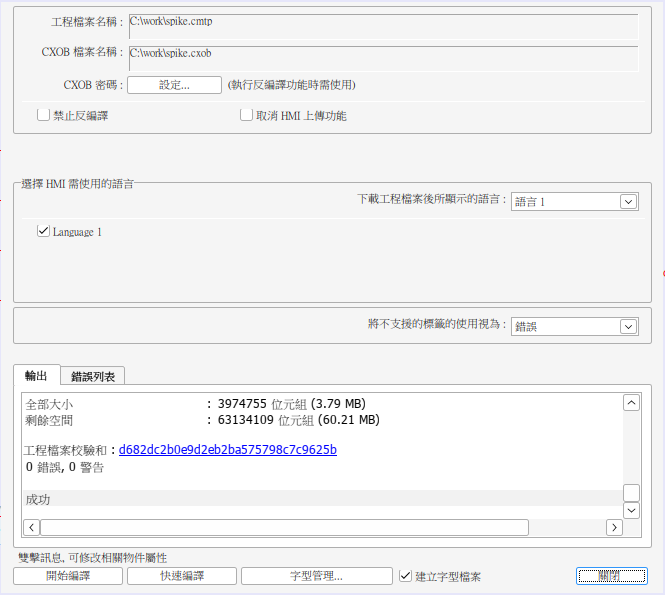 工程檔案名稱 : C:\work\spike.cmtp
CXOB 檔案名稱 : C:\work\spike.cxob
CXOB 密碼 : 設定... (執行反編譯功能時需使用)
禁止反編譯 取消 HMI 上傳功能
選擇 HMI 需使用的語言
下載工程檔案後所顯示的語言 : 語言 1
Language 1
將不支援的標籤的使用視為 : 錯誤
輸出 錯誤列表
全部大小 : 3974755 位元組 (3.79 MB)
剩餘空間 : 63134109 位元組 (60.21 MB)
工程檔案校驗和 : d682dc2b0e9d2eb2ba575798c7c9625b
0 錯誤, 0 警告
成功
雙擊訊息, 可修改相關物件屬性
開始編譯 快速編譯 字型管理... 建立字型檔案 關閉